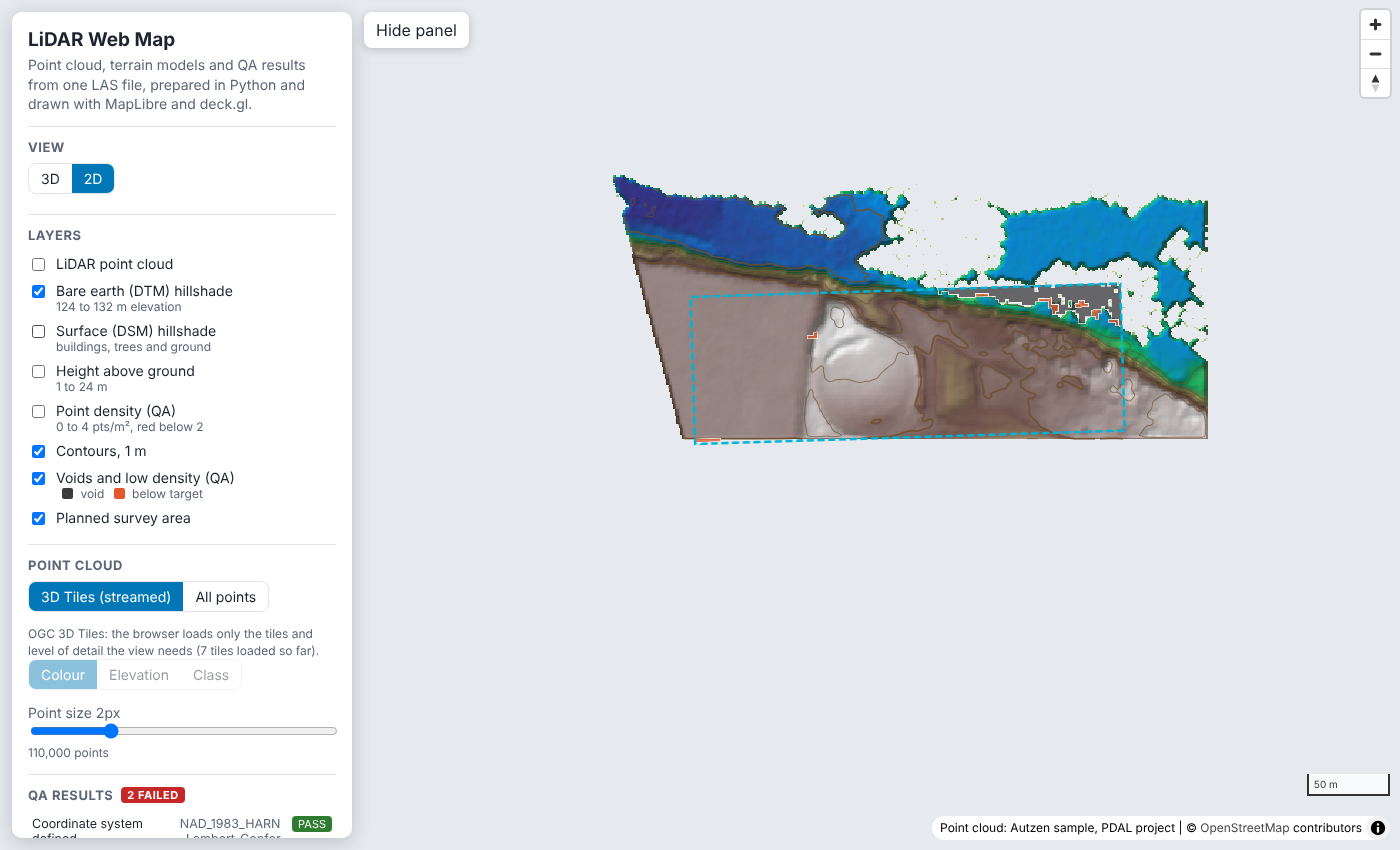 LiDAR Web Map
Point cloud, terrain models and QA results
from one LAS file, prepared in Python and
drawn with MapLibre and deck.gl.
VIEW
3D 2D
LAYERS
LiDAR point cloud
Bare earth (DTM) hillshade
124 to 132 m elevation
Surface (DSM) hillshade
buildings, trees and ground
Height above ground
1 to 24 m
Point density (QA)
0 to 4 pts/m², red below 2
Contours, 1 m
Voids and low density (QA)
void below target
Planned survey area
POINT CLOUD
3D Tiles (streamed) All points
OGC 3D Tiles: the browser loads only the tiles and
level of detail the view needs (7 tiles loaded so far).
Colour Elevation Class
Point size 2px
110,000 points
QA RESULTS 2 FAILED
Coordinate system NAD_1983_HARN PASS
Hide panel
50 m
Point cloud: Autzen sample, PDAL project | © OpenStreetMap contributors